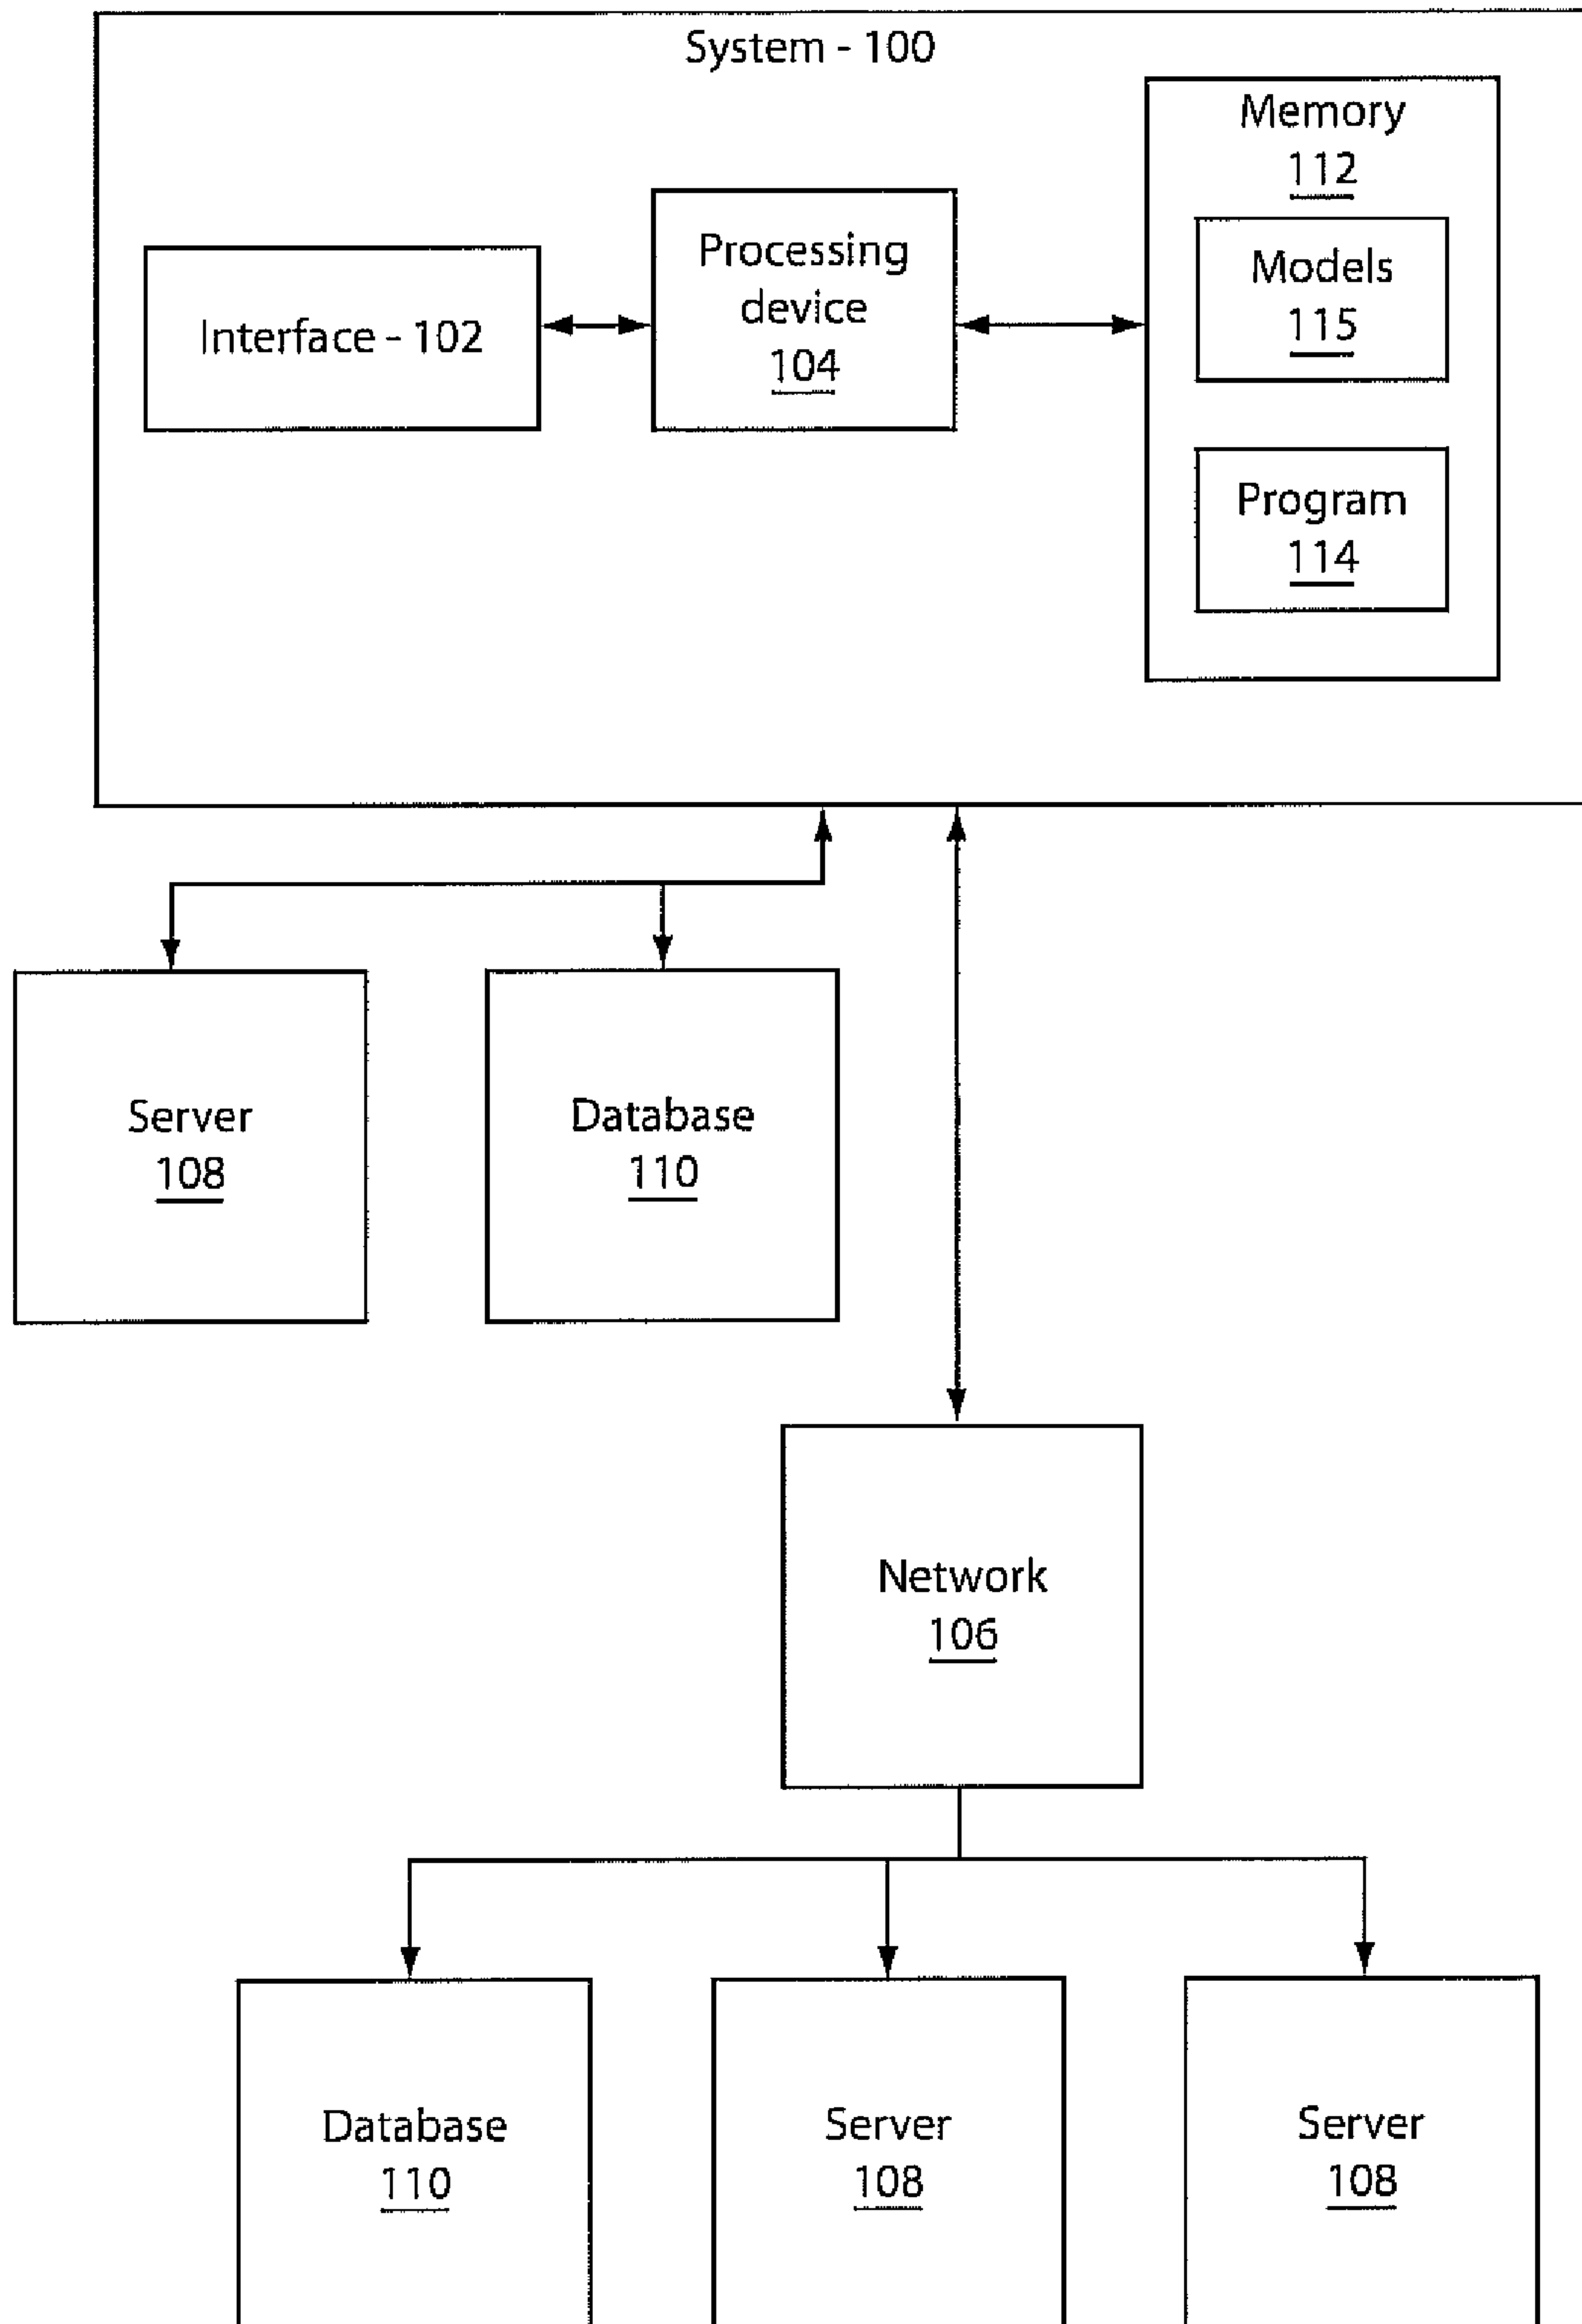 System - 100
Memory
112
Interface - 102
Processing
device
104
Models
115
Program
114
Server
108
Database
110
Network
106
Database
110
Server
108
Server
108